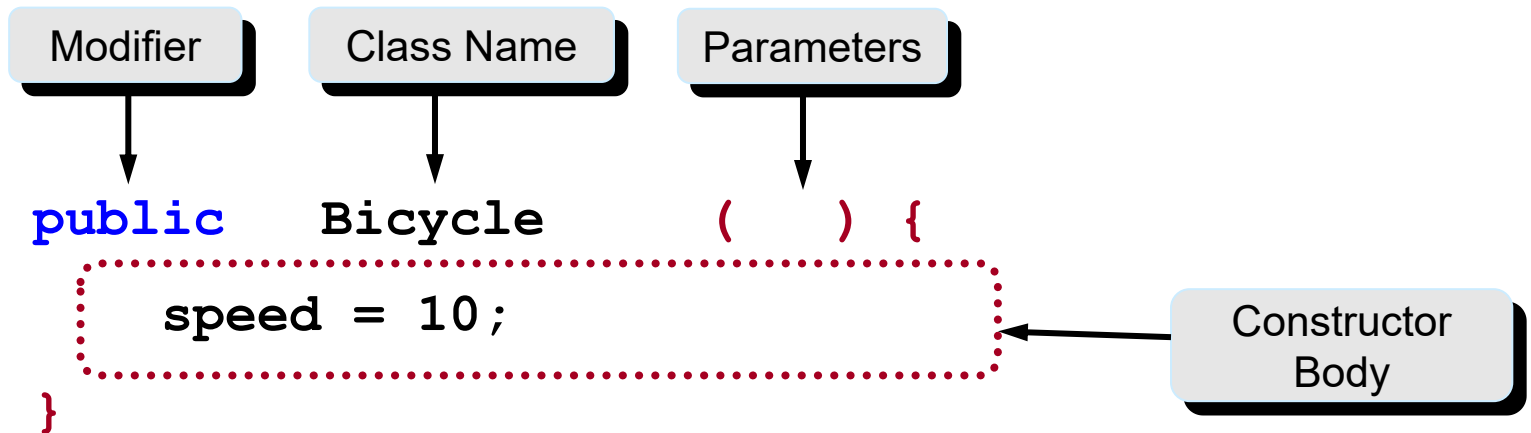 Modifier Class Name Parameters
public Bicycle ( ) {
speed = 10;
Constructor
Body
}